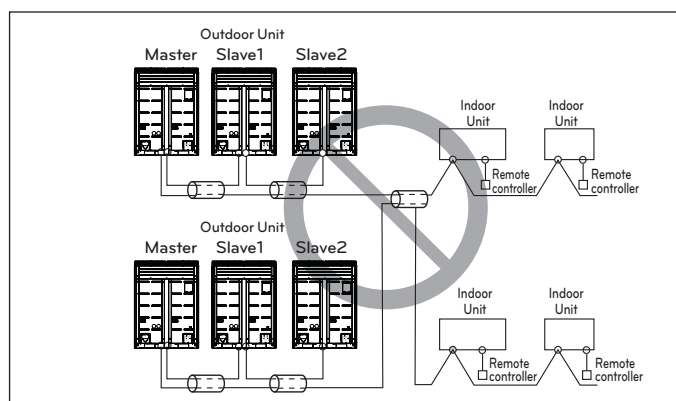 Outdoor Unit
Master Slave1 Slave2
Indoor
Unit
Indoor
Unit
Remote
controller
Remote
controller
Outdoor Unit
Master Slave1 Slave2
Indoor
Unit
Indoor
Unit
Remote
controller
Remote
controller